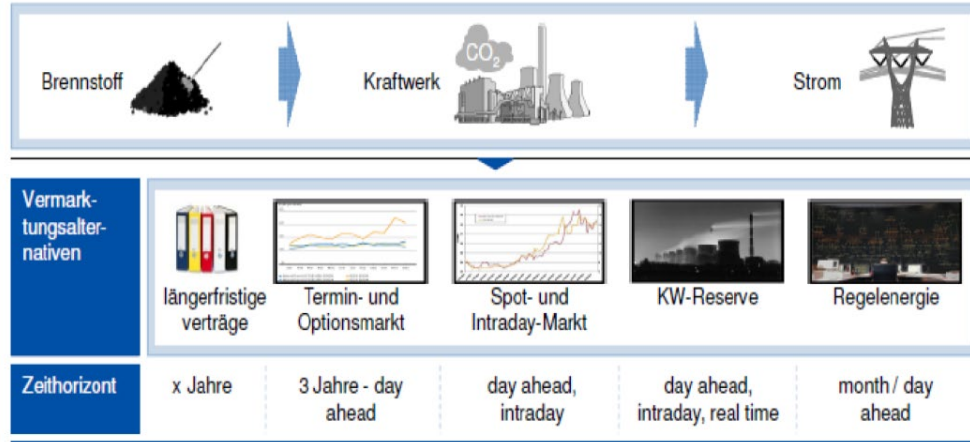 Brennstoff
Kraftwerk
CO2
Strom
Vermark-
tungsalter-
nativen
längerfristige
verträge
Termin- und
Optionsmarkt
Spot- und
Intraday-Markt
KW-Reserve
Regelenergie
Zeithorizont
x Jahre
3 Jahre - day
ahead
day ahead,
intraday
day ahead,
intraday, real time
month / day
ahead